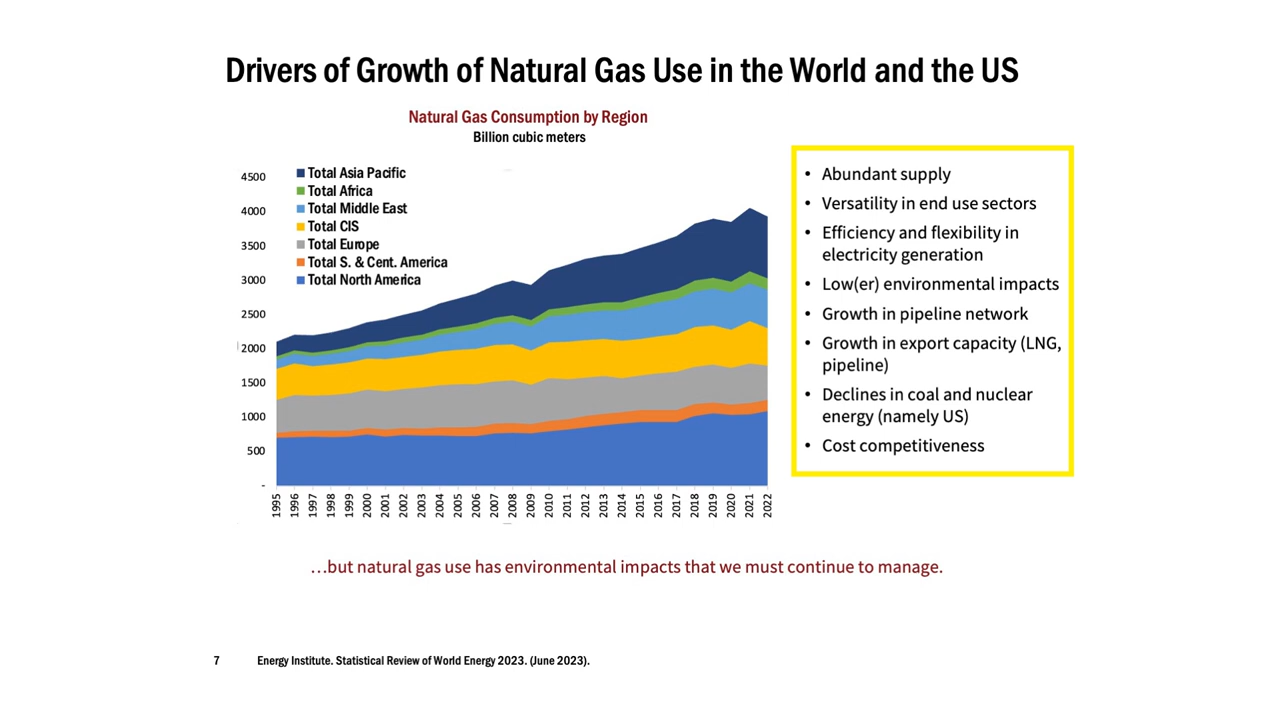 Drivers of Growth of Natural Gas Use in the World and the US
Natural Gas Consumption by Region
Billion cubic meters
4500
4000
3500
3000
2500
2000
1500
1000
500
-
Total Asia Pacific
Total Africa
Total Middle East
Total CIS
Total Europe
Total S. & Cent. America
Total North America
1995
1996
1997
1998
1999
2000
2001
2002
2003
2004
2005
2006
2007
2008
2009
2010
2011
2012
2013
2014
2015
2016
2017
2018
2019
2020
2021
2022
• Abundant supply
• Versatility in end use sectors
• Efficiency and flexibility in
electricity generation
• Low(er) environmental impacts
• Growth in pipeline network
• Growth in export capacity (LNG,
pipeline)
• Declines in coal and nuclear
energy (namely US)
• Cost competitiveness
…but natural gas use has environmental impacts that we must continue to manage.
7
Energy Institute. Statistical Review of World Energy 2023. (June 2023).